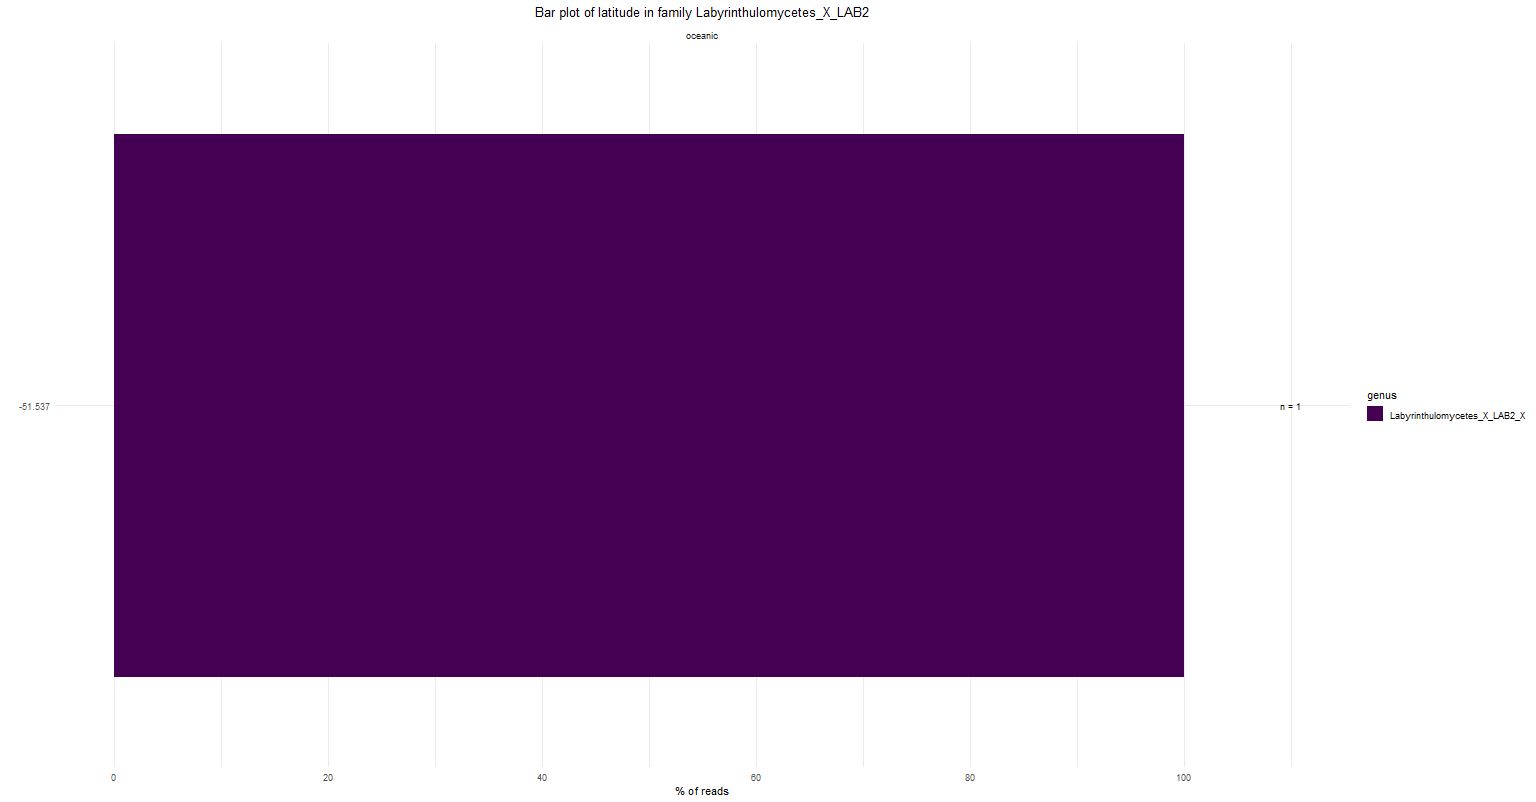 Bar plot of latitude in family Labyrinthulomycetes_X_LAB2
oceanic
-51.537
n = 1
genus
Labyrinthulomycetes_X_LAB2_X
0 20 40 60 80 100
% of reads